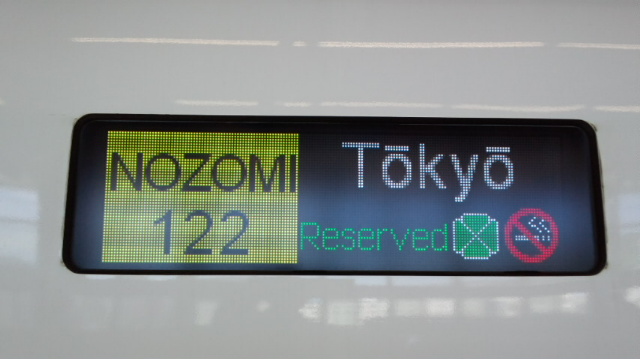 NOZOMI
122
Tōkyō
Reserved